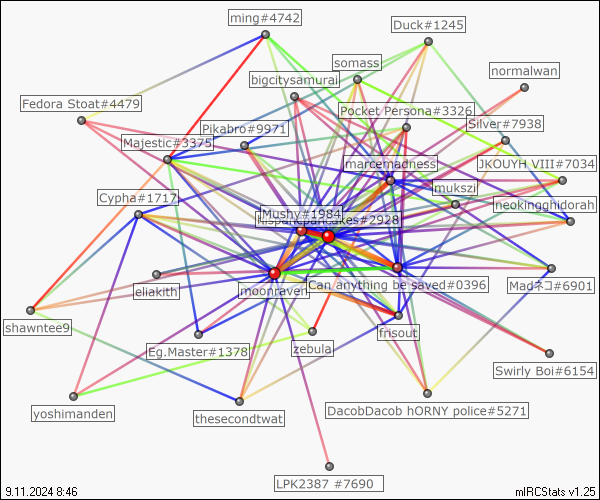 ming#4742
Duck#1245
somass
normalwan
bigcitysamurai
Fedora Stoat#4479
Pocket Persona#3326
Pikabro#9971
Silver#7938
Majestic#3375
marcemadness
JKOUYH VIII#7034
mukszi
Cypha#1717
neokingghidorah
Mushy#1984
#2928
eliakith
moonraven
Can anything be saved#0396
Madネコ#6901
shawntee9
frisout
Eg.Master#1378
zebula
Swirly Boi#6154
yoshimanden
thesecondtwat
DacobDacob hORNY police#5271
LPK2387 #7690
9.11.2024 8:46
mIRCStats v1.25